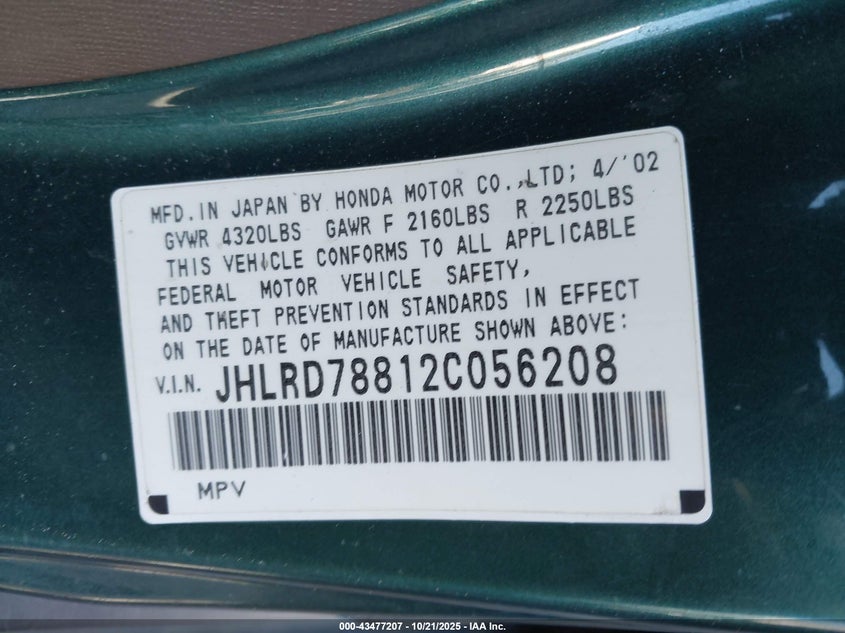 MFD.IN JAPAN BY HONDA MOTOR CO.,LTD; 4/'02
GVWR 4320LBS GAWR F 2160LBS R 2250LBS
THIS VEHICLE CONFORMS TO ALL APPLICABLE
FEDERAL MOTOR VEHICLE SAFETY,
AND THEFT PREVENTION STANDARDS IN EFFECT
ON THE DATE OF MANUFACTURE SHOWN ABOVE:
V.I.N. JHLRD78812C056208
MPV
000-43477207 - 10/21/2025 - IAA Inc.